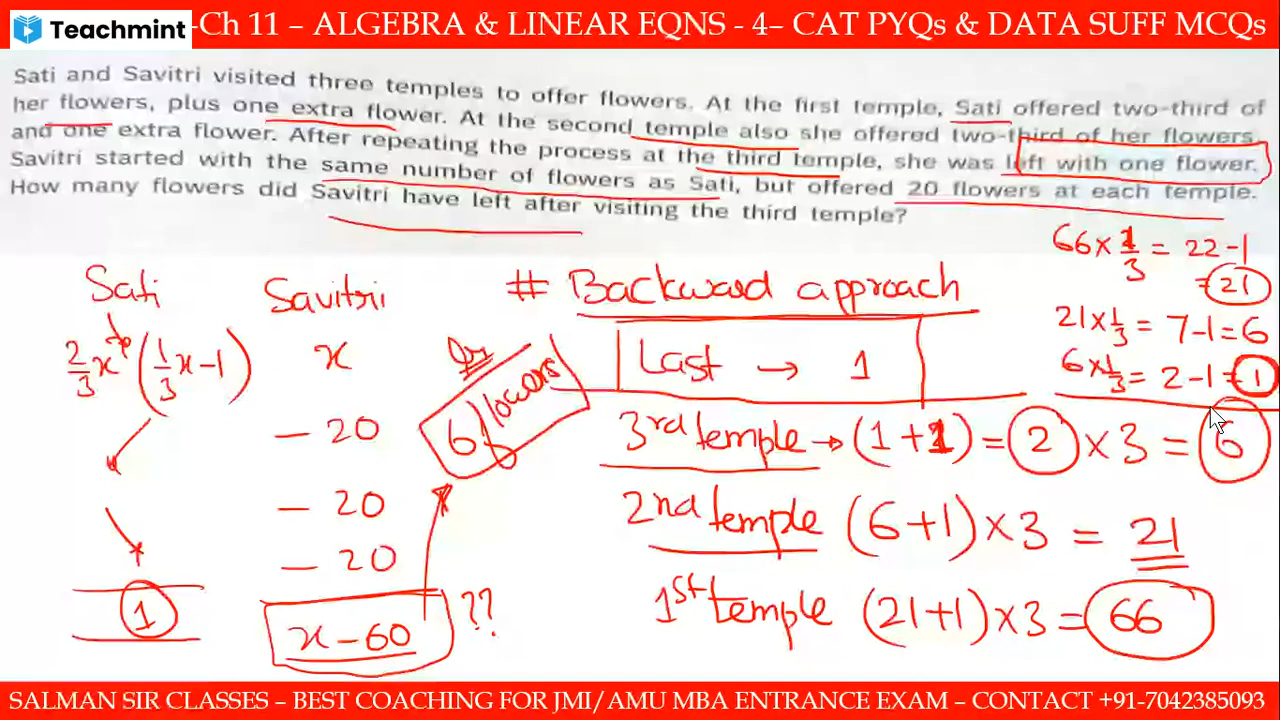 Teachmint -Ch 11 – ALGEBRA & LINEAR EQNS - 4– CAT PYQs & DATA SUFF MCQs
Sati and Savitri visited three temples to offer flowers. At the first temple, Sati offered two-third of
her flowers, plus one extra flower. At the second temple also she offered two-third of her flowers
and one extra flower. After repeating the process at the third temple, she was left with one flower.
Savitri started with the same number of flowers as Sati, but offered 20 flowers at each temple.
How many flowers did Savitri have left after visiting the third temple?
66 × 1/3 = 22 - 1
= 21
21 × 1/3 = 7 - 1 = 6
6 × 1/3 = 2 - 1 = 1
Sati
2/3 x (1/3 x - 1)
1
Savitri
x
- 20
- 20
- 20
x - 60 ??
6 flowers
# Backward approach
Last → 1
3rd temple → (1 + 1) = 2 × 3 = 6
2nd temple (6+1) × 3 = 21
1st temple (21+1) × 3 = 66
SALMAN SIR CLASSES – BEST COACHING FOR JMI/AMU MBA ENTRANCE EXAM – CONTACT +91-7042385093